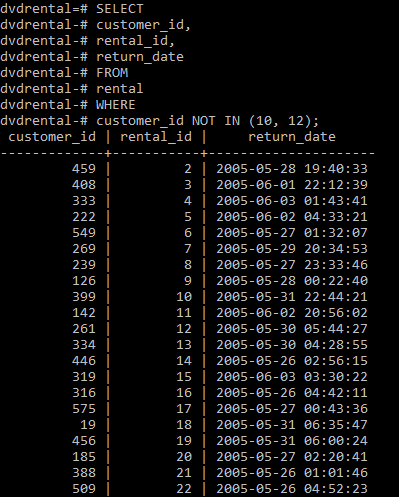 dvdrental=# SELECT
dvdrental-# customer_id,
dvdrental-# rental_id,
dvdrental-# return_date
dvdrental-# FROM
dvdrental-# rental
dvdrental-# WHERE
dvdrental-# customer_id NOT IN (10, 12);
 customer_id | rental_id |     return_date
-------------+-----------+---------------------
         459 |         2 | 2005-05-28 19:40:33
         408 |         3 | 2005-06-01 22:12:39
         333 |         4 | 2005-06-03 01:43:41
         222 |         5 | 2005-06-02 04:33:21
         549 |         6 | 2005-05-27 01:32:07
         269 |         7 | 2005-05-29 20:34:53
         239 |         8 | 2005-05-27 23:33:46
         126 |         9 | 2005-05-28 00:22:40
         399 |        10 | 2005-05-31 22:44:21
         142 |        11 | 2005-06-02 20:56:02
         261 |        12 | 2005-05-30 05:44:27
         334 |        13 | 2005-05-30 04:28:55
         446 |        14 | 2005-05-26 02:56:15
         319 |        15 | 2005-06-03 03:30:22
         316 |        16 | 2005-05-26 04:42:11
         575 |        17 | 2005-05-27 00:43:36
          19 |        18 | 2005-05-31 06:35:47
         456 |        19 | 2005-05-31 06:00:24
         185 |        20 | 2005-05-27 02:20:41
         388 |        21 | 2005-05-26 01:01:46
         509 |        22 | 2005-05-26 04:52:23